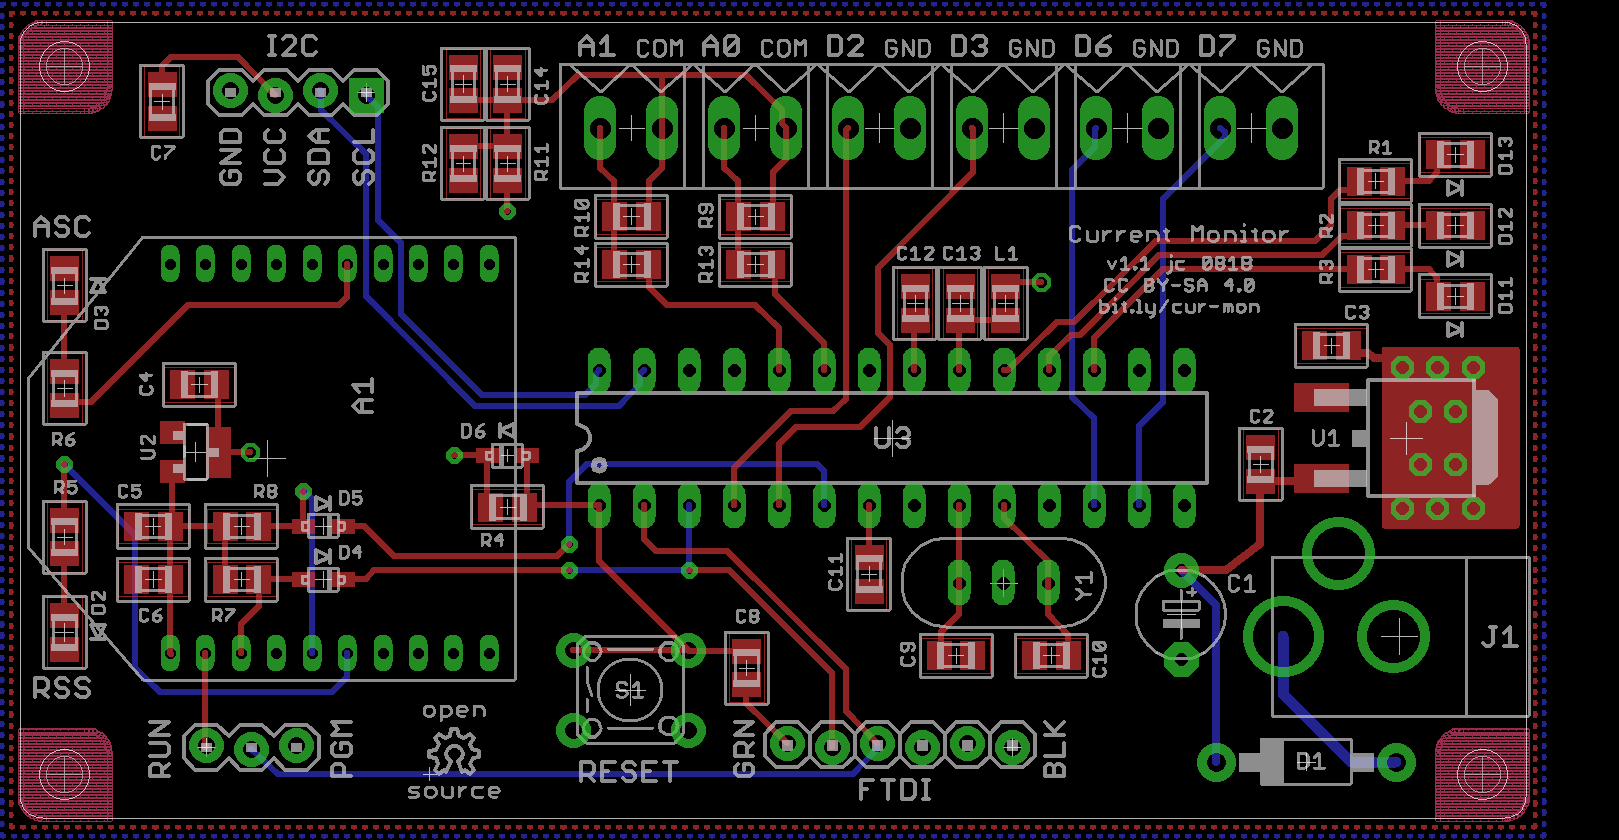 I2C
A1 COM A0 COM D2 GND D3 GND D6 GND D7 GND
C7
GND
VCC
SDA
SCL
C15
C14
R12
R11
R10
R14
R9
R13
C12 C13 L1
Current Monitor
v1.1 jc 0818
CC BY-SA 4.0
bit.ly/cur-mon
R1
R2
R3
D13
D12
D11
C3
ASC
D3
R6
C4
U2
A1
D6
R4
U3
C2
U1
R5
C5
R8
D5
D4
C6
R7
D2
RSS
C11
Y1
C9
C10
C8
C1
J1
S1
RESET
RUN
PGM
open
source
GRN
FTDI
BLK
D1